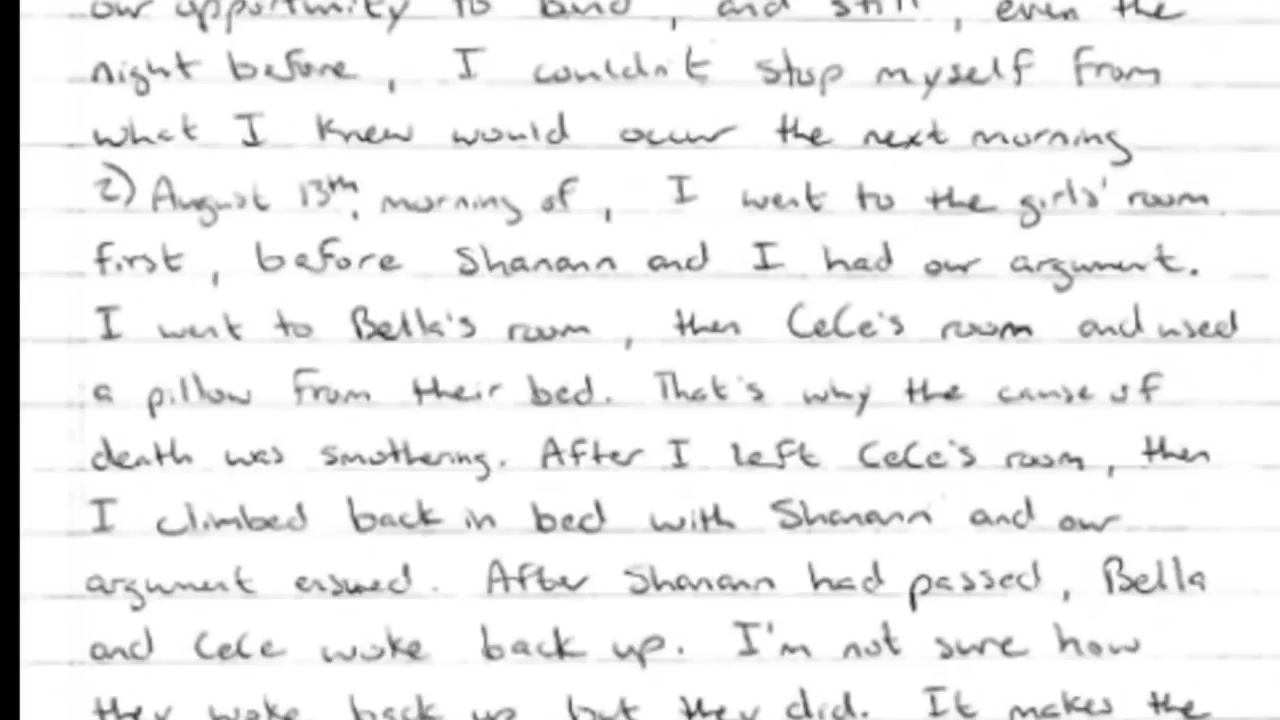 our opportunity to bind, and still, even the
night before, I couldn't stop myself from
what I knew would occur the next morning
2) August 13th, morning of, I went to the girls' room
first, before Shanann and I had our argument.
I went to Bella's room, then CeCe's room and used
a pillow from their bed. That's why the cause of
death was smothering. After I left CeCe's room, then
I climbed back in bed with Shanann and our
argument ensued. After Shanann had passed, Bella
and CeCe woke back up. I'm not sure how
they woke back up but they did. It makes the